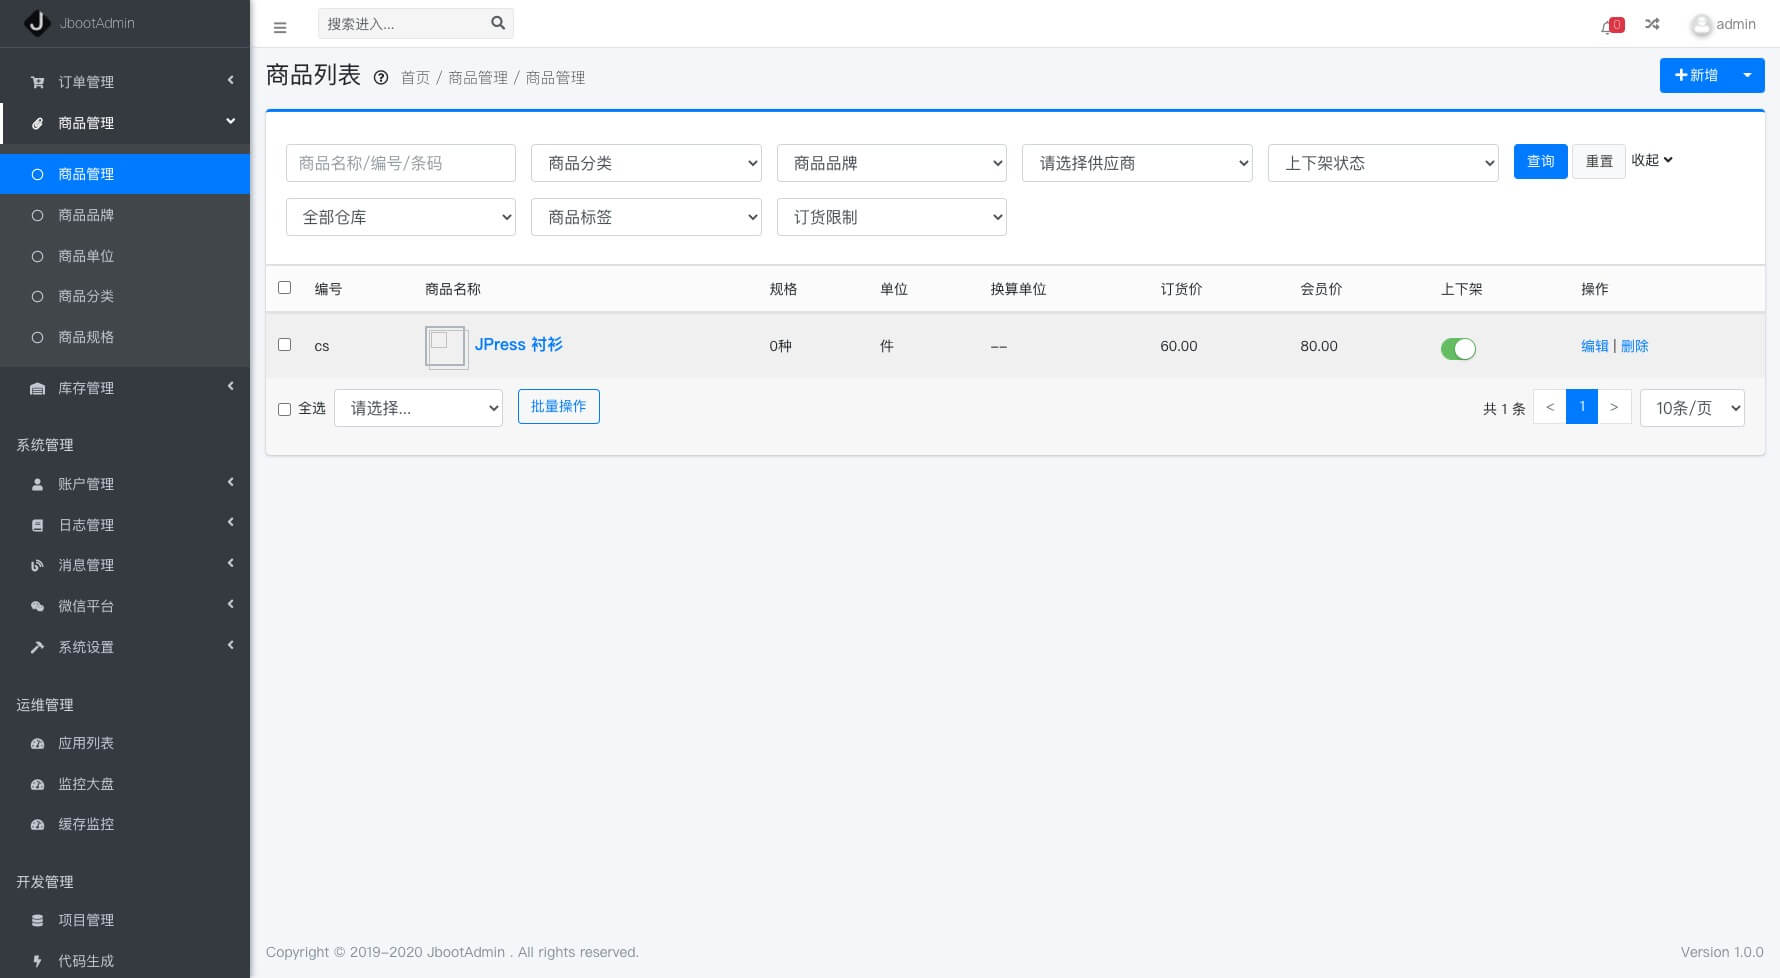 JbootAdmin
订单管理
商品管理
商品管理
商品品牌
商品单位
商品分类
商品规格
库存管理
系统管理
账户管理
日志管理
消息管理
微信平台
系统设置
运维管理
应用列表
监控大盘
缓存监控
开发管理
项目管理
代码生成
搜索进入...
0
admin
商品列表 首页 / 商品管理 / 商品管理
新增
商品名称/编号/条码 商品分类 商品品牌 请选择供应商 上下架状态 查询 重置 收起
全部仓库 商品标签 订货限制
编号 商品名称 规格 单位 换算单位 订货价 会员价 上下架 操作
cs JPress 衬衫 0种 件 -- 60.00 80.00 编辑 | 删除
全选 请选择... 批量操作 共 1 条 < 1 > 10条/页
Copyright © 2019-2020 JbootAdmin . All rights reserved. Version 1.0.0